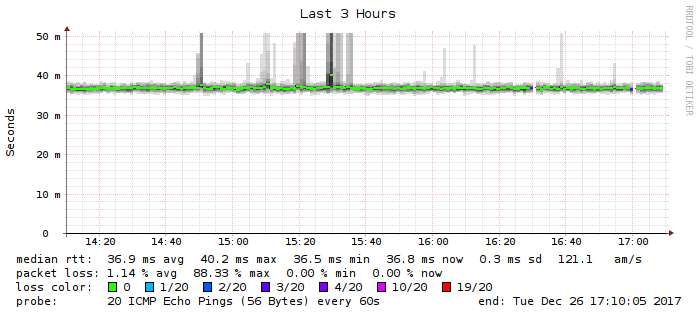 Last 3 Hours
RRDTOOL / TOBI OETIKER
Seconds
50 m
40 m
30 m
20 m
10 m
0
14:20 14:40 15:00 15:20 15:40 16:00 16:20 16:40 17:00
median rtt: 36.9 ms avg 40.2 ms max 36.5 ms min 36.8 ms now 0.3 ms sd 121.1 am/s
packet loss: 1.14 % avg 88.33 % max 0.00 % min 0.00 % now
loss color: 0 1/20 2/20 3/20 4/20 10/20 19/20
probe: 20 ICMP Echo Pings (56 Bytes) every 60s end: Tue Dec 26 17:10:05 2017